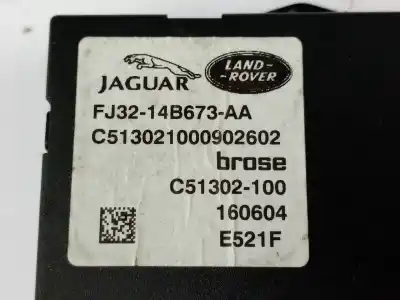 JAGUAR
LAND-
-ROVER
FJ32-14B673-AA
C513021000902602
brose
C51302-100
160604
E521F